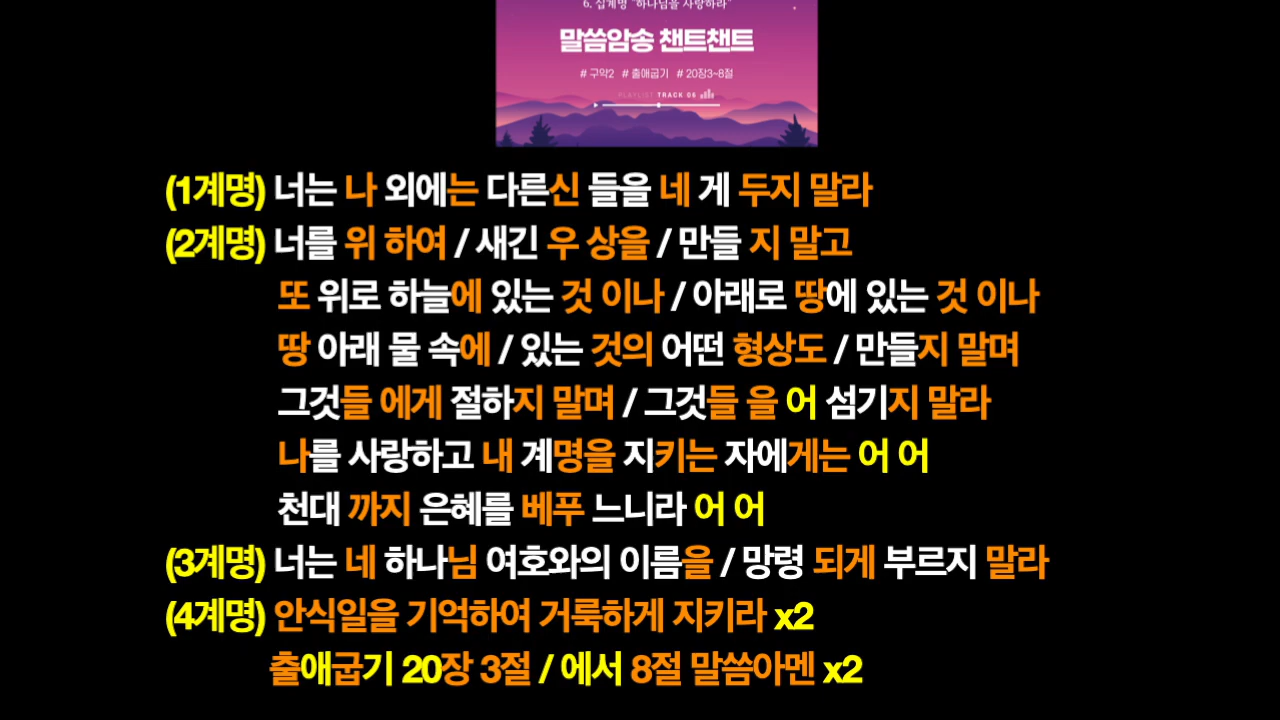 6. 십계명 "하나님을 사랑하라"
말씀암송 챈트챈트
# 구약2 # 출애굽기 # 20장3~8절
PLAYLIST TRACK 06
(1계명) 너는 나 외에는 다른신 들을 네 게 두지 말라
(2계명) 너를 위 하여 / 새긴 우 상을 / 만들 지 말고
또 위로 하늘에 있는 것 이나 / 아래로 땅에 있는 것 이나
땅 아래 물 속에 / 있는 것의 어떤 형상도 / 만들지 말며
그것들 에게 절하지 말며 / 그것들 을 어 섬기지 말라
나를 사랑하고 내 계명을 지키는 자에게는 어 어
천대 까지 은혜를 베푸 느니라 어 어
(3계명) 너는 네 하나님 여호와의 이름을 / 망령 되게 부르지 말라
(4계명) 안식일을 기억하여 거룩하게 지키라 x2
출애굽기 20장 3절 / 에서 8절 말씀아멘 x2